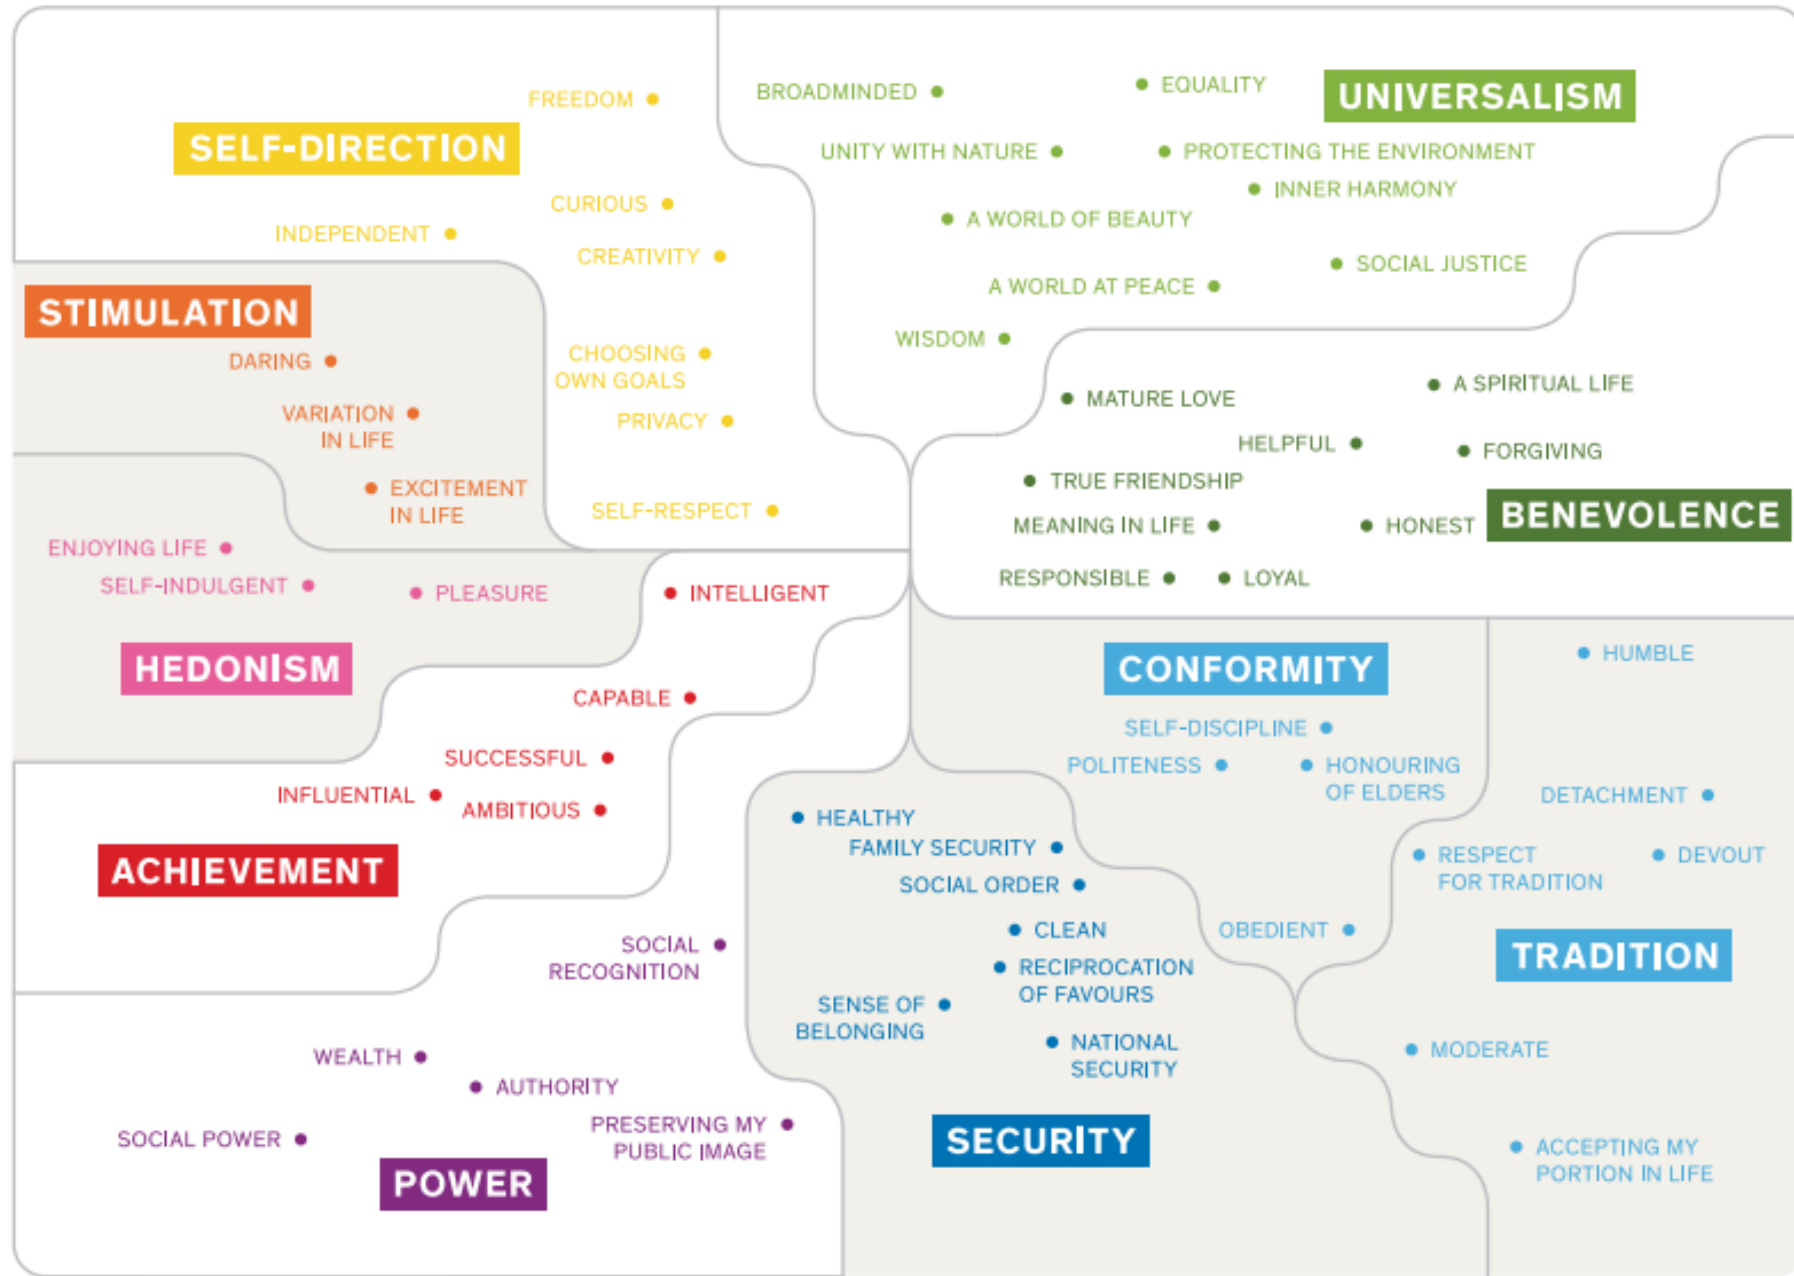 FREEDOM
SELF-DIRECTION
CURIOUS
INDEPENDENT
CREATIVITY
CHOOSING
OWN GOALS
PRIVACY
SELF-RESPECT
BROADMINDED
EQUALITY
UNIVERSALISM
UNITY WITH NATURE
PROTECTING THE ENVIRONMENT
INNER HARMONY
A WORLD OF BEAUTY
SOCIAL JUSTICE
A WORLD AT PEACE
WISDOM
STIMULATION
DARING
VARIATION
IN LIFE
EXCITEMENT
IN LIFE
A SPIRITUAL LIFE
MATURE LOVE
HELPFUL
FORGIVING
TRUE FRIENDSHIP
BENEVOLENCE
MEANING IN LIFE
HONEST
RESPONSIBLE
LOYAL
ENJOYING LIFE
SELF-INDULGENT
PLEASURE
HEDONISM
INTELLIGENT
CAPABLE
SUCCESSFUL
INFLUENTIAL
AMBITIOUS
ACHIEVEMENT
CONFORMITY
SELF-DISCIPLINE
POLITENESS
HONOURING
OF ELDERS
OBEDIENT
HUMBLE
DETACHMENT
RESPECT
FOR TRADITION
DEVOUT
TRADITION
MODERATE
ACCEPTING MY
PORTION IN LIFE
HEALTHY
FAMILY SECURITY
SOCIAL ORDER
CLEAN
RECIPROCATION
OF FAVOURS
SENSE OF
BELONGING
NATIONAL
SECURITY
SECURITY
SOCIAL
RECOGNITION
WEALTH
AUTHORITY
PRESERVING MY
PUBLIC IMAGE
SOCIAL POWER
POWER